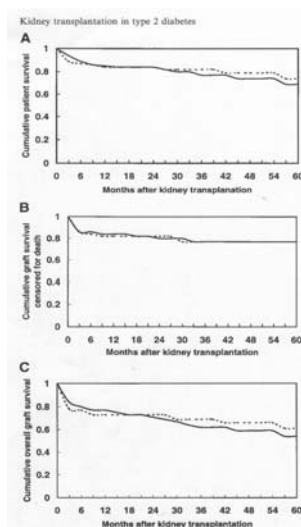 Kidney transplantation in type 2 diabetes
A
Cumulative patient survival
1
0.8
0.6
0.4
0.2
0
0 6 12 18 24 30 36 42 48 54 60
Months after kidney transplanation
B
Cumulative graft survival
censored for death
1
0.8
0.6
0.4
0.2
0
0 6 12 18 24 30 36 42 48 54 60
Months after kidney transplantation
C
Cumulative overall graft survival
1
0.8
0.6
0.4
0.2
0
0 6 12 18 24 30 36 42 48 54 60
Months after kidney transplantation